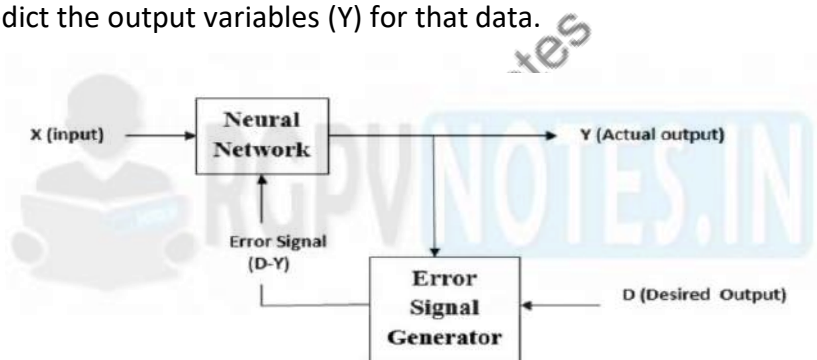 dict the output variables (Y) for that data.
tes
X (input)
Neural
Network
Y (Actual output)
RGPVNOTES.IN
Error Signal
(D-Y)
Error
Signal
Generator
D (Desired Output)